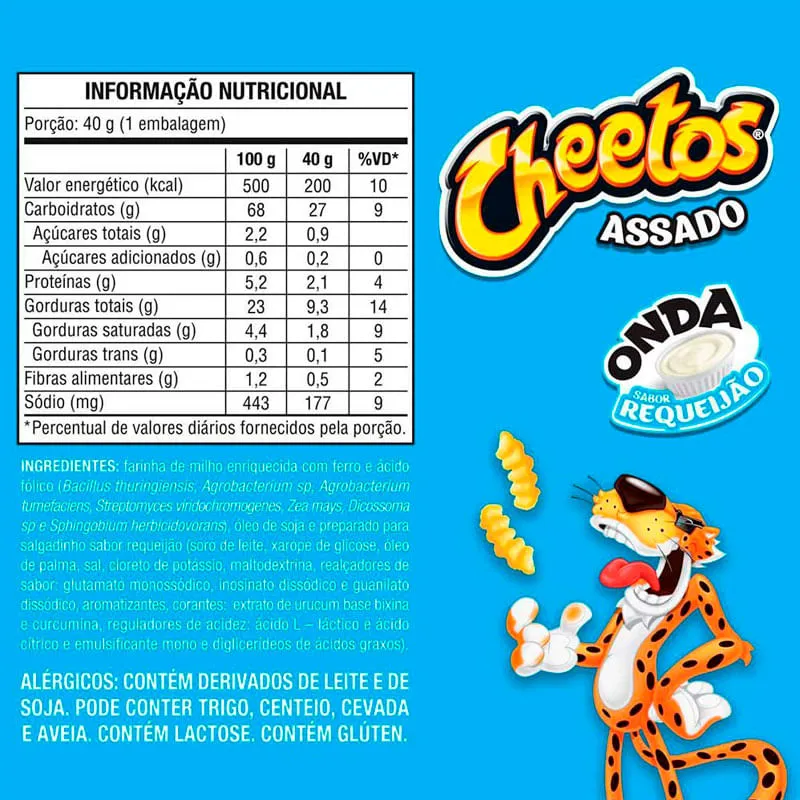 INFORMAÇÃO NUTRICIONAL
Porção: 40 g (1 embalagem)
100 g 40 g %VD*
Valor energético (kcal) 500 200 10
Carboidratos (g) 68 27 9
Açúcares totais (g) 2,2 0,9
Açúcares adicionados (g) 0,6 0,2 0
Proteínas (g) 5,2 2,1 4
Gorduras totais (g) 23 9,3 14
Gorduras saturadas (g) 4,4 1,8 9
Gorduras trans (g) 0,3 0,1 5
Fibras alimentares (g) 1,2 0,5 2
Sódio (mg) 443 177 9
*Percentual de valores diários fornecidos pela porção.
INGREDIENTES: farinha de milho enriquecida com ferro e ácido
fólico (Bacillus thuringiensis, Agrobacterium sp, Agrobacterium
tumefaciens, Streptomyces viridochromogenes, Zea mays, Dicossoma
sp e Sphingobium herbicidovorans), óleo de soja e preparado para
salgadinho sabor requeijão (soro de leite, xarope de glicose, óleo
de palma, sal, cloreto de potássio, maltodextrina, realçadores de
sabor: glutamato monossódico, inosinato dissódico e guanilato
dissódico, aromatizantes, corantes: extrato de urucum base bixina
e curcumina, reguladores de acidez: ácido L – láctico e ácido
cítrico e emulsificante mono e diglicerídeos de ácidos graxos).
ALÉRGICOS: CONTÉM DERIVADOS DE LEITE E DE
SOJA. PODE CONTER TRIGO, CENTEIO, CEVADA
E AVEIA. CONTÉM LACTOSE. CONTÉM GLÚTEN.
Cheetos®
ASSADO
ONDA
SABOR
REQUEIJÃO